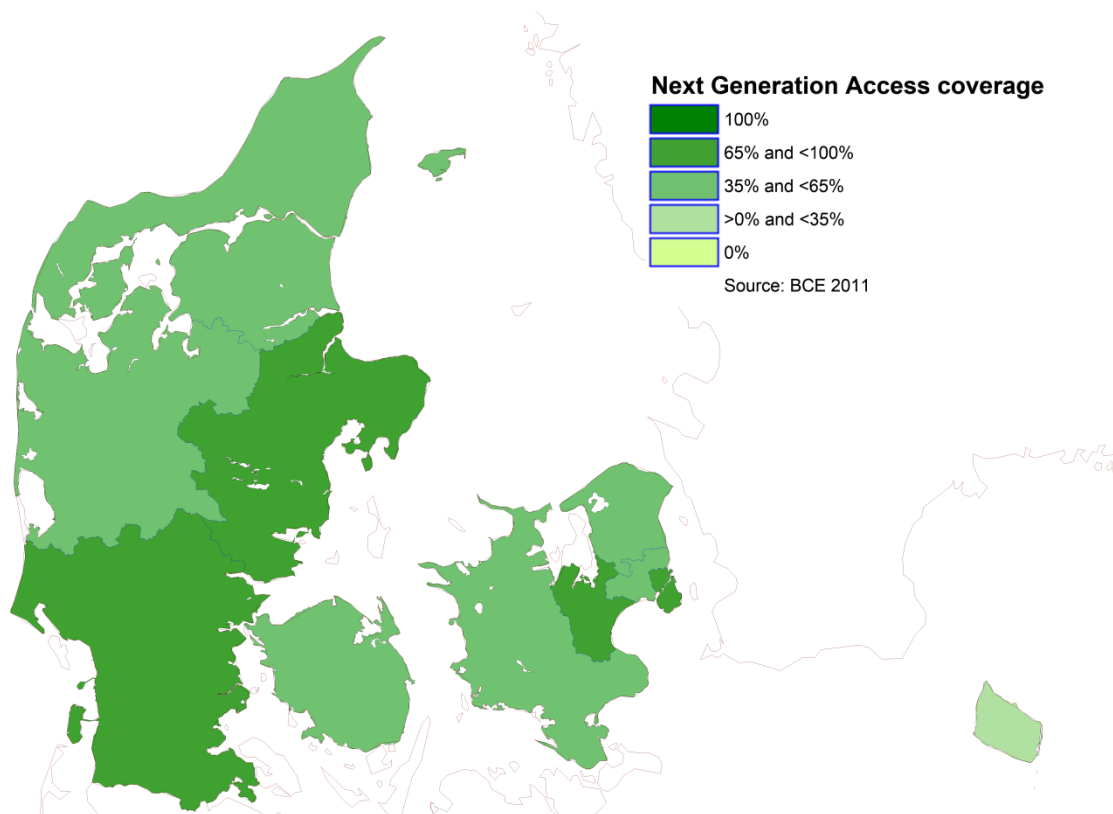 Next Generation Access coverage
100%
65% and <100%
35% and <65%
>0% and <35%
0%
Source: BCE 2011